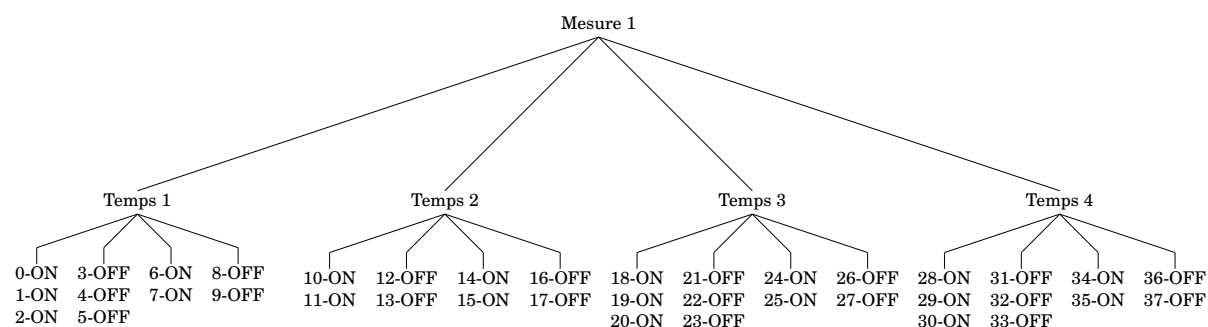 Mesure 1
Temps 1 Temps 2 Temps 3 Temps 4
0-ON 3-OFF 6-ON 8-OFF 10-ON 12-OFF 14-ON 16-OFF 18-ON 21-OFF 24-ON 26-OFF 28-ON 31-OFF 34-ON 36-OFF
1-ON 4-OFF 7-ON 9-OFF 11-ON 13-OFF 15-ON 17-OFF 19-ON 22-OFF 25-ON 27-OFF 29-ON 32-OFF 35-ON 37-OFF
2-ON 5-OFF 20-ON 23-OFF 30-ON 33-OFF